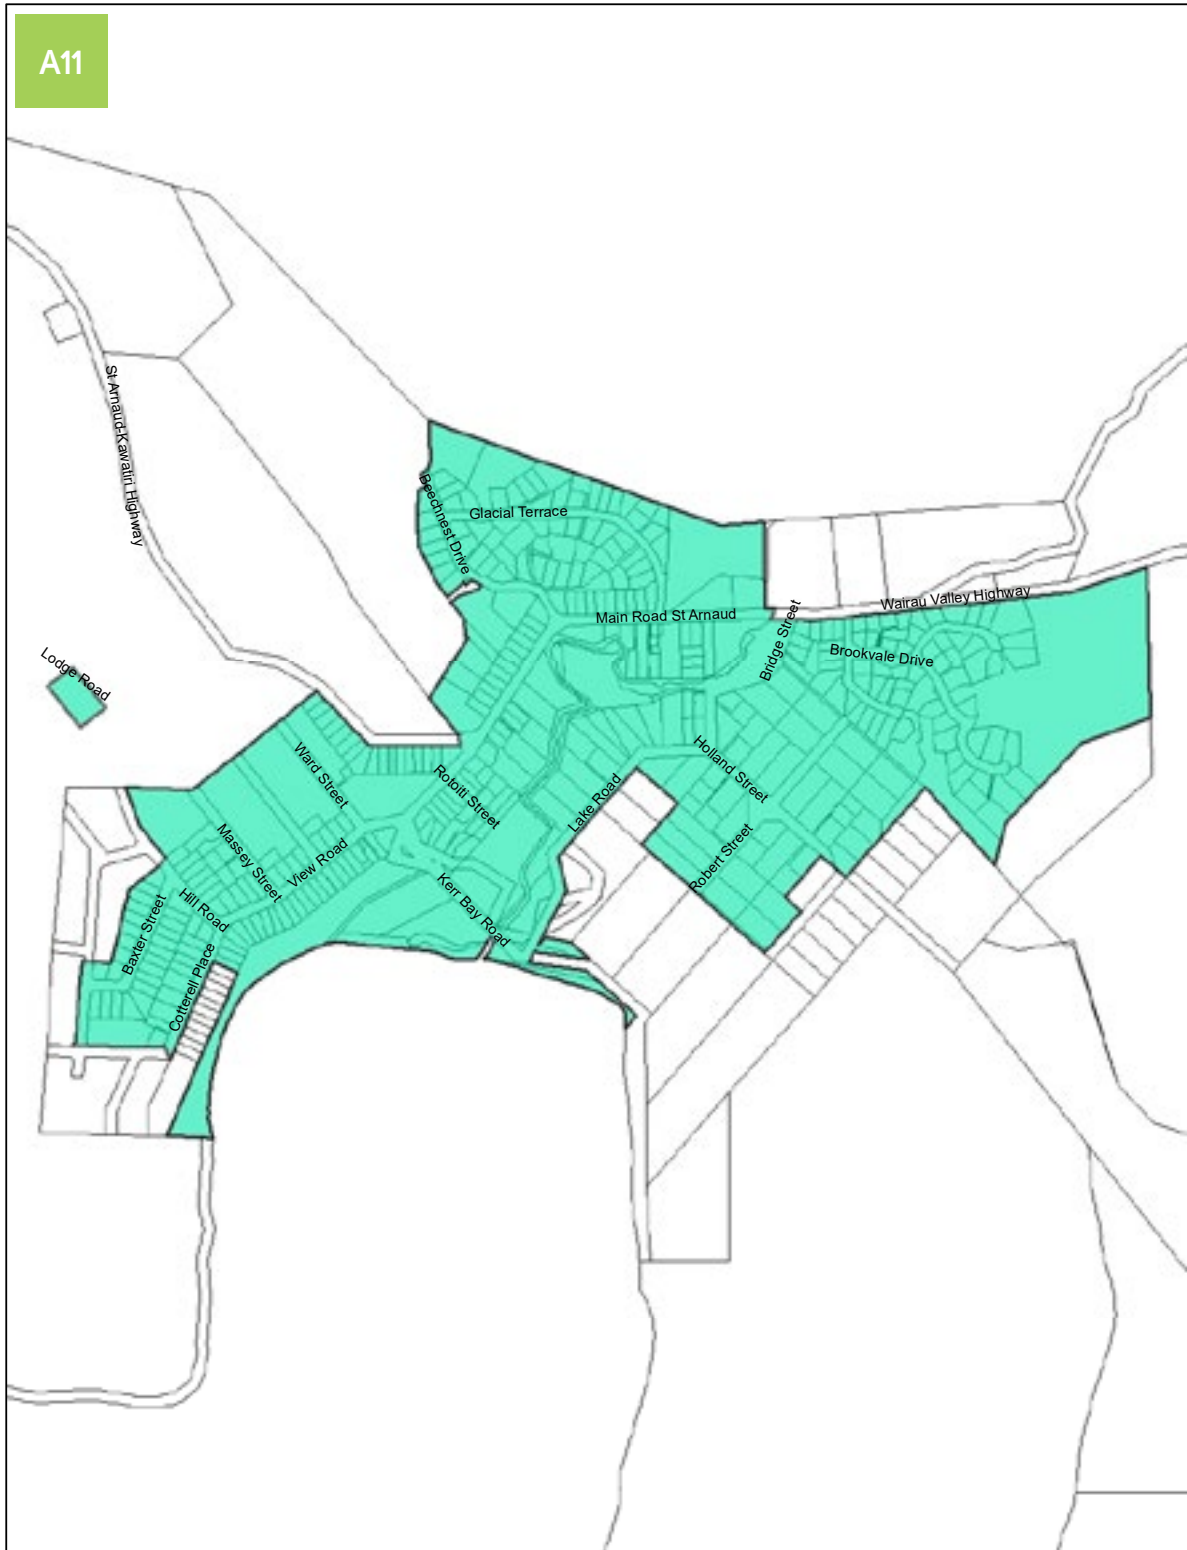 A11
St Arnaud-Kawatiri Highway
Beechnest Drive
Glacial Terrace
Main Road St Arnaud
Bridge Street
Wairau Valley Highway
Brookvale Drive
Lodge Road
Ward Street
Rotoiti Street
Lake Road
Holland Street
Robert Street
Massey Street
View Road
Kerr Bay Road
Hill Road
Baxter Street
Cotterell Place